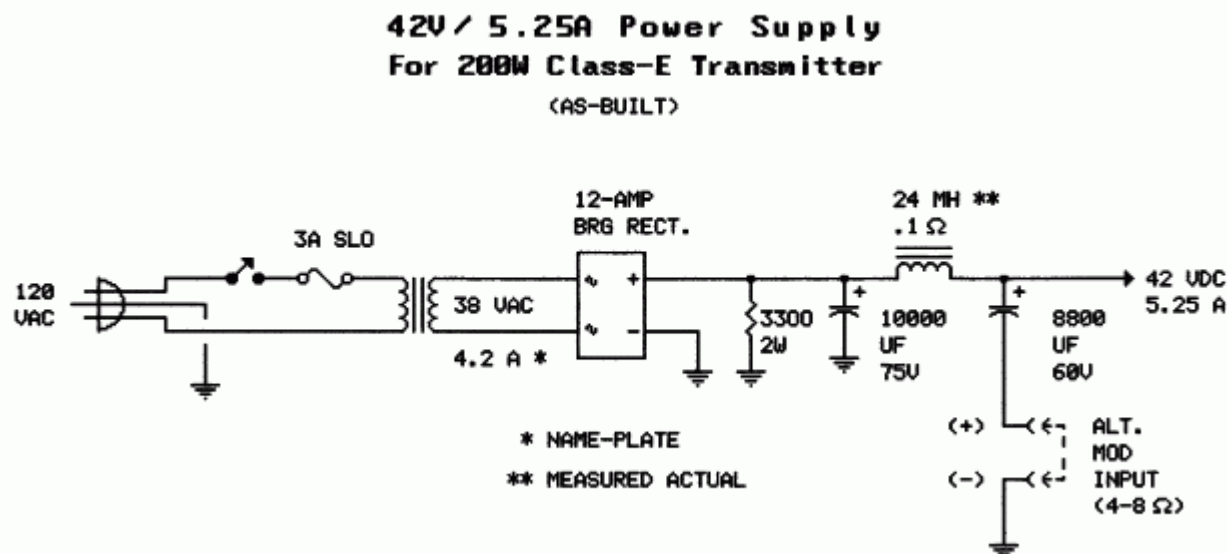 42V / 5.25A Power Supply
For 200W Class-E Transmitter
(AS-BUILT)
12-AMP
BRG RECT.
24 MH **
.1 Ω
3A SLO
120
VAC
38 VAC
4.2 A *
~ +
~ -
3300
2W
+
10000
UF
75V
+
8800
UF
60V
42 VDC
5.25 A
* NAME-PLATE
** MEASURED ACTUAL
(+)
(-)
ALT.
MOD
INPUT
(4-8 Ω)